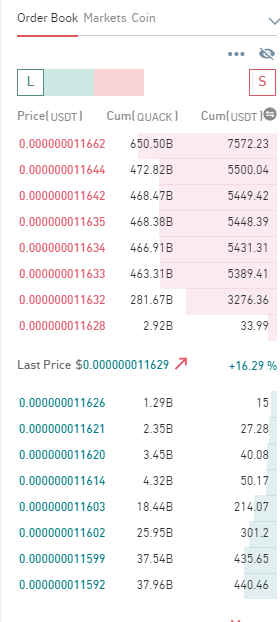 Order Book Markets Coin
L S
Price(USDT) Cum(QUACK) Cum(USDT)
0.000000011662 650.50B 7572.23
0.000000011644 472.82B 5500.04
0.000000011642 468.47B 5449.42
0.000000011635 468.38B 5448.39
0.000000011634 466.91B 5431.31
0.000000011633 463.31B 5389.41
0.000000011632 281.67B 3276.36
0.000000011628 2.92B 33.99
Last Price $0.000000011629 +16.29 %
0.000000011626 1.29B 15
0.000000011621 2.35B 27.28
0.000000011620 3.45B 40.08
0.000000011614 4.32B 50.17
0.000000011603 18.44B 214.07
0.000000011602 25.95B 301.2
0.000000011599 37.54B 435.65
0.000000011592 37.96B 440.46